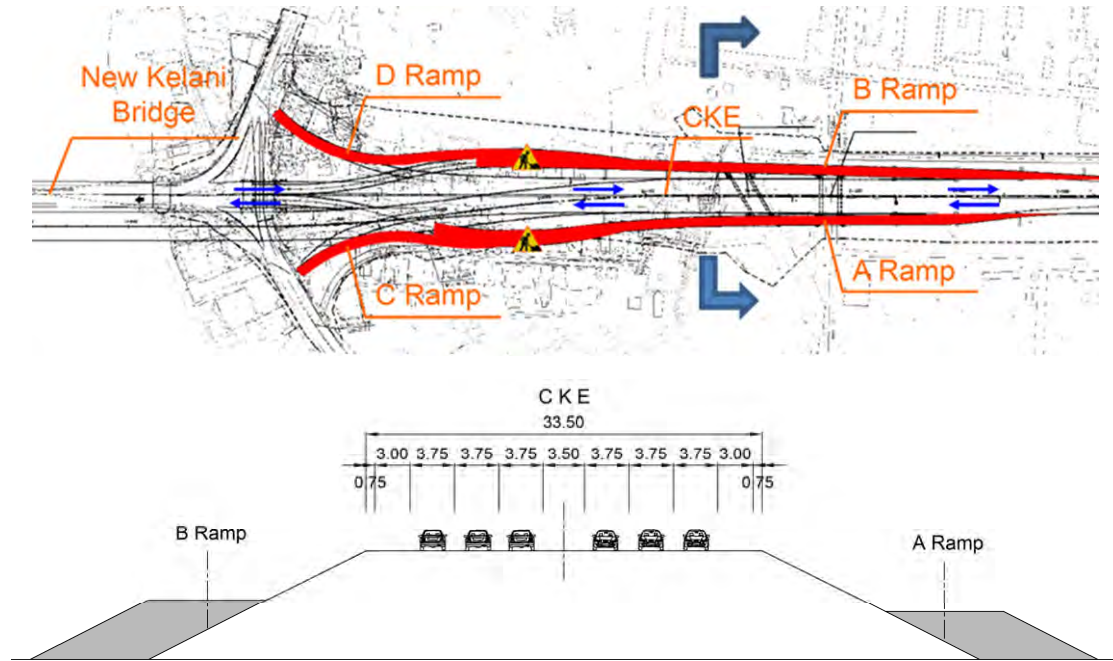 New Kelani
Bridge
D Ramp
CKE
B Ramp
C Ramp
A Ramp
C K E
33.50
3.00 3.75 3.75 3.75 3.50 3.75 3.75 3.75 3.00
0.75 0.75
B Ramp
A Ramp